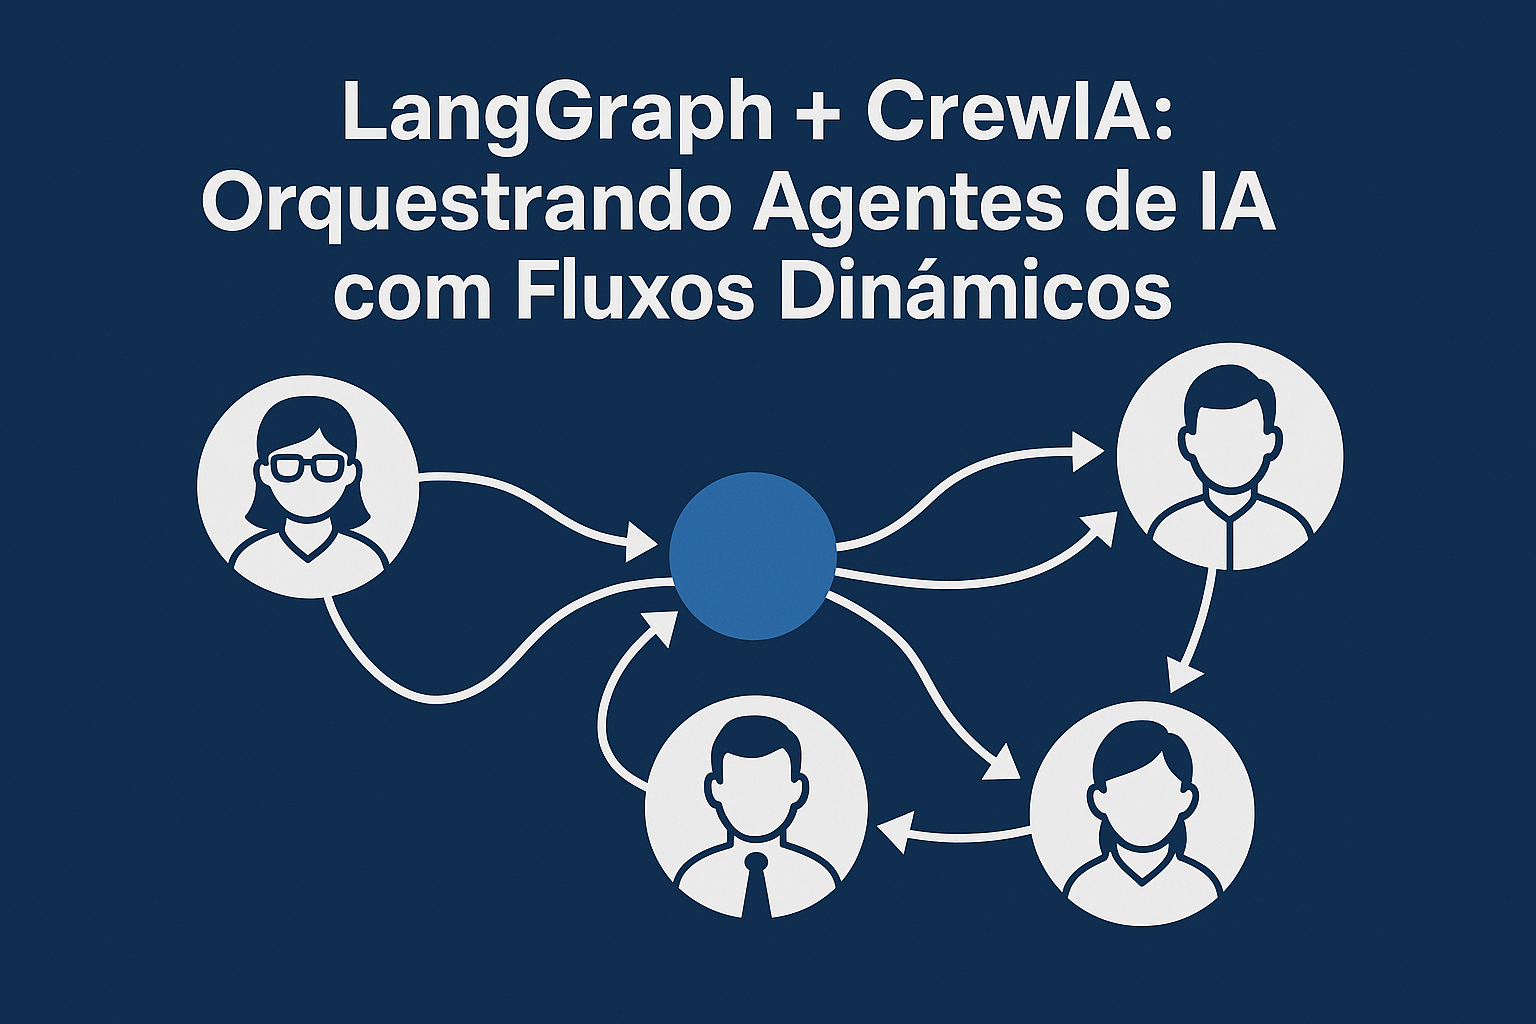 LangGraph + CrewIA:
Orquestrando Agentes de IA
com Fluxos Dinámicos